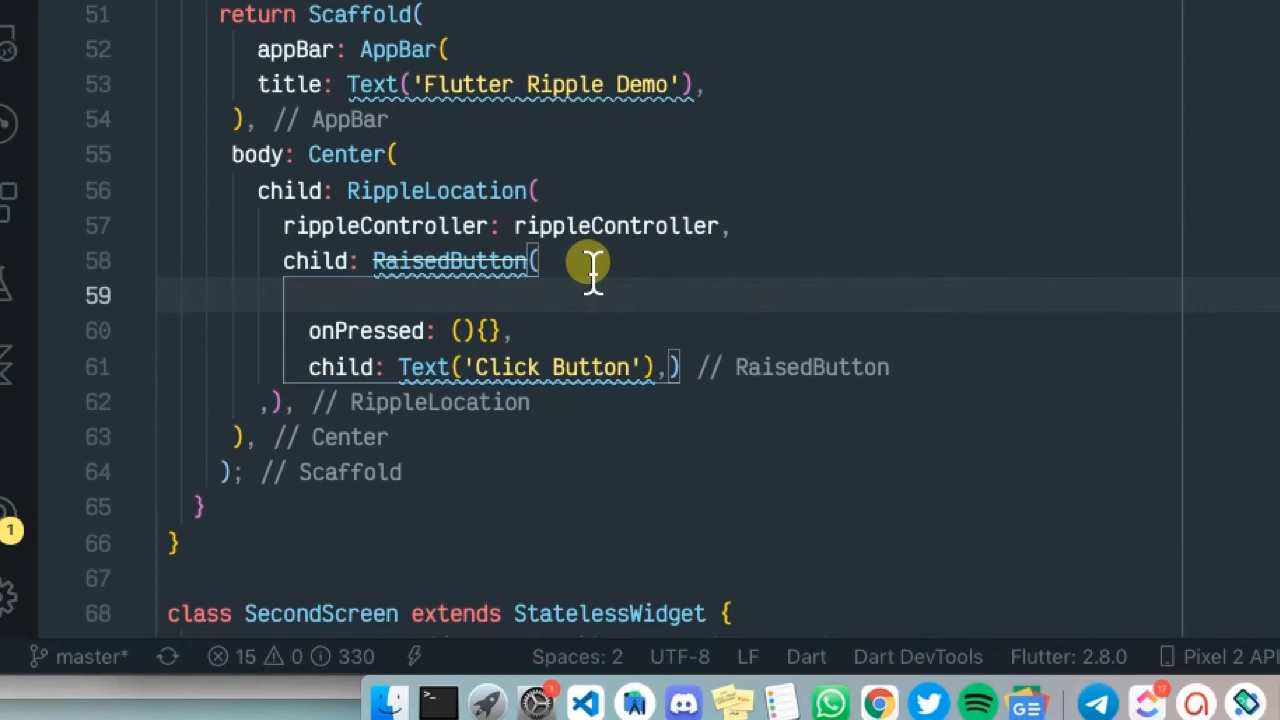 51 return Scaffold(
52 appBar: AppBar(
53 title: Text('Flutter Ripple Demo'),
54 ), // AppBar
55 body: Center(
56 child: RippleLocation(
57 rippleController: rippleController,
58 child: RaisedButton(
59
60 onPressed: (){},
61 child: Text('Click Button'),) // RaisedButton
62 ,), // RippleLocation
63 ), // Center
64 ); // Scaffold
65 }
66 }
67
68 class SecondScreen extends StatelessWidget {
1
master* 15 0 330 Spaces: 2 UTF-8 LF Dart Dart DevTools Flutter: 2.8.0 Pixel 2 API
1 17